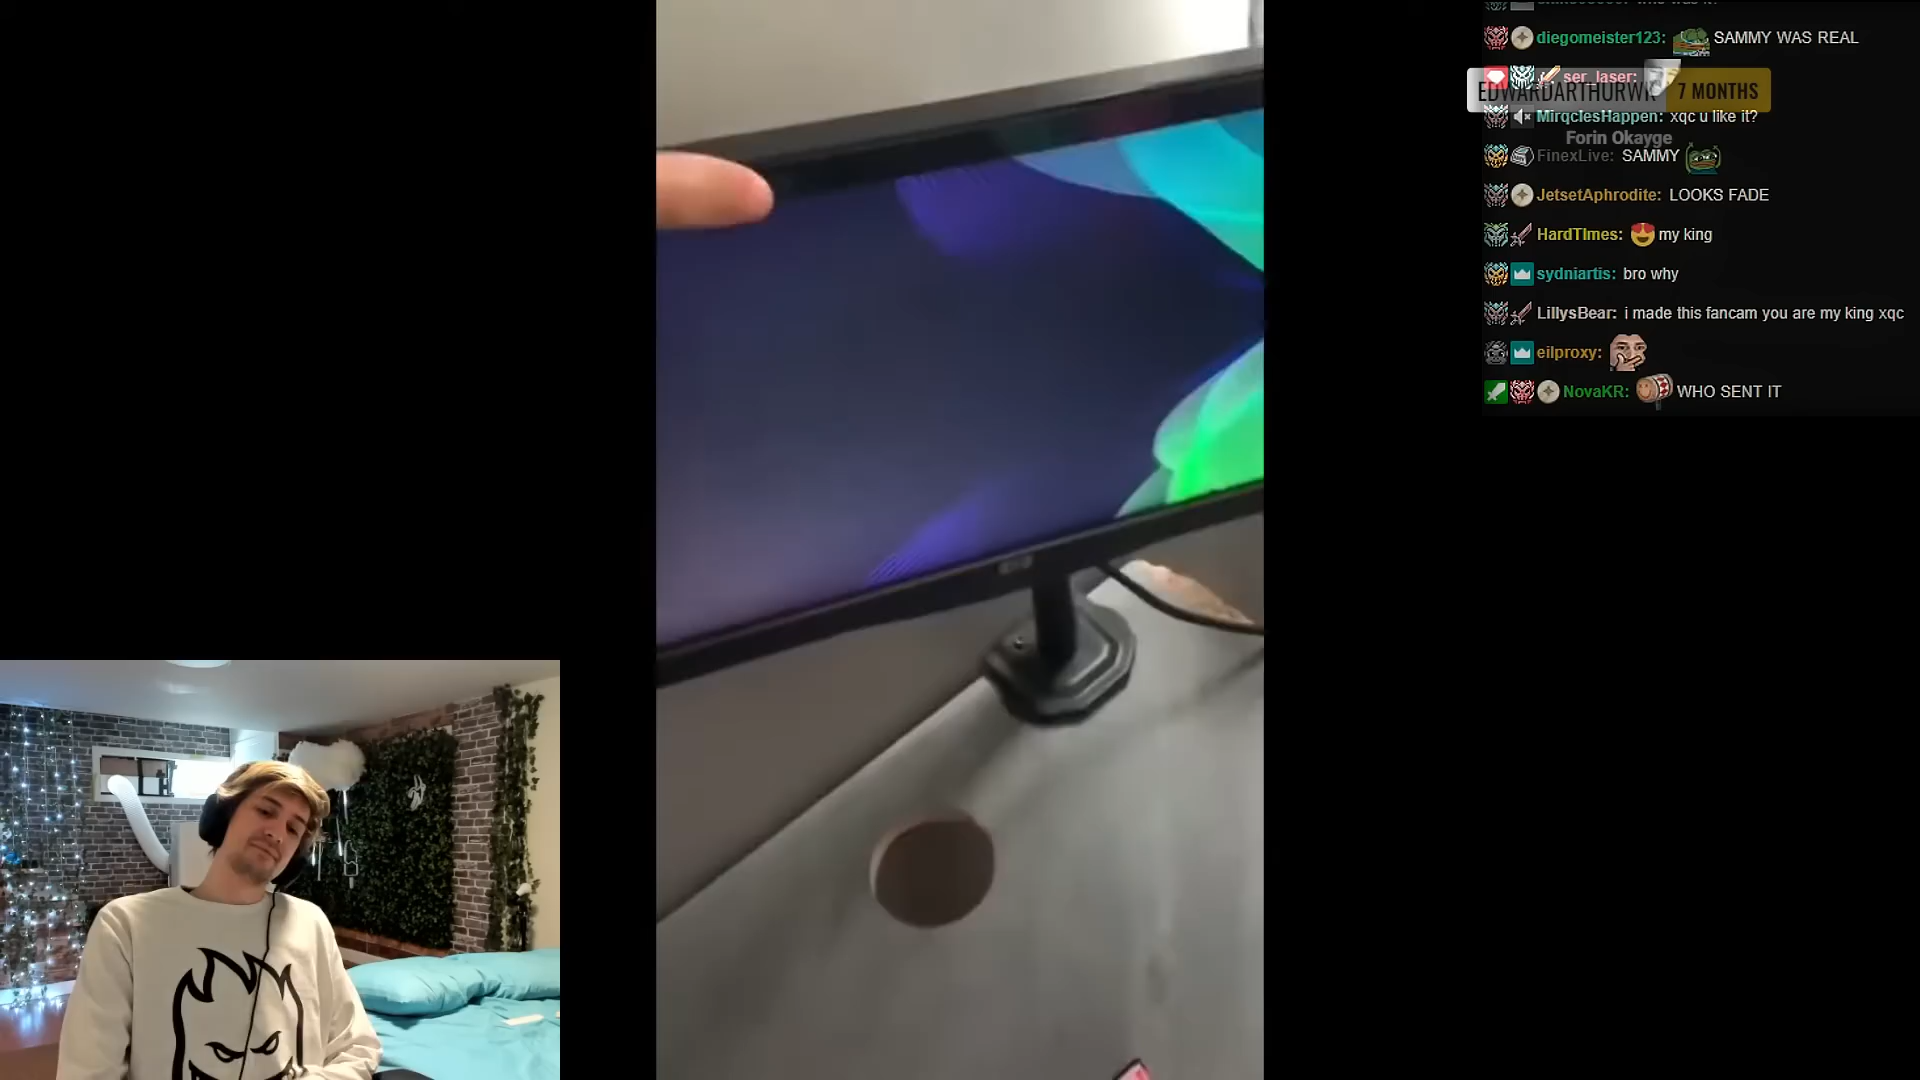 diegomeister123: SAMMY WAS REAL
ser_laser:
EDWARDARTHURWK 7 MONTHS
MirqclesHappen: xqc u like it?
Forin Okayge
FinexLive: SAMMY
JetsetAphrodite: LOOKS FADE
HardTImes: my king
sydniartis: bro why
LillysBear: i made this fancam you are my king xqc
eilproxy:
NovaKR: WHO SENT IT